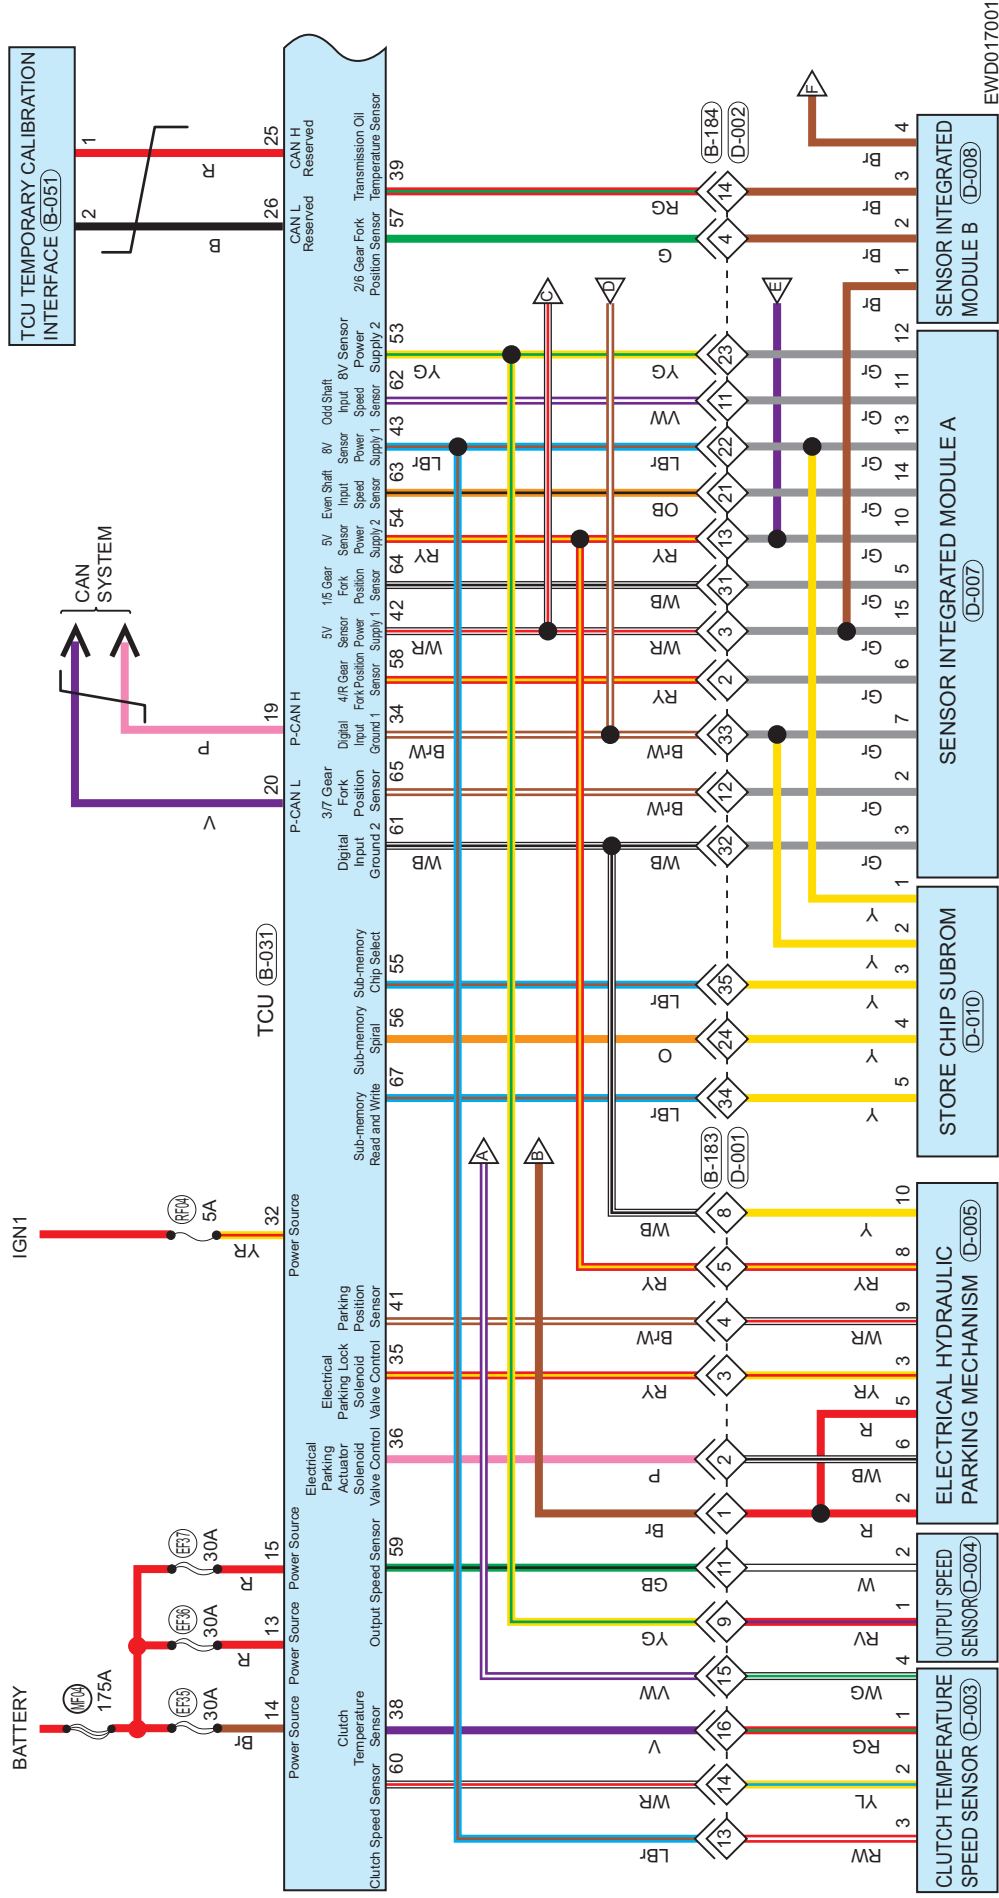 BATTERY
MF04
175A
EF35
30A
EF36
30A
EF37
30A
IGN1
RF04
5A
CAN
SYSTEM
TCU TEMPORARY CALIBRATION
INTERFACE B-051
Br
R
R
YR
V
P
B
R
2
1
14
13
15
32
20
19
26
25
TCU B-031
Power Source
Power Source
Power Source
Power Source
P-CAN L
P-CAN H
CAN L
Reserved
CAN H
Reserved
Clutch Speed Sensor
Clutch
Temperature
Sensor
Output Speed Sensor
Electrical
Parking
Actuator
Solenoid
Valve Control
Electrical
Parking Lock
Solenoid
Valve Control
Parking
Position
Sensor
Sub-memory
Read and Write
Sub-memory
Spiral
Sub-memory
Chip Select
Digital
Input
Ground 2
3/7 Gear
Fork
Position
Sensor
Digital
Input
Ground 1
4/R Gear
Fork Position
Sensor
5V
Sensor
Power
Supply 1
1/5 Gear
Fork
Position
Sensor
5V
Sensor
Power
Supply 2
Even Shaft
Input
Speed
Sensor
8V
Sensor
Power
Supply 1
Odd Shaft
Input
Speed
Sensor
8V Sensor
Power
Supply 2
2/6 Gear Fork
Position Sensor
Transmission Oil
Temperature Sensor
60
38
59
36
35
41
67
56
55
61
65
34
58
42
64
54
63
43
62
53
57
39
WB
BrW
WR
RY
LBr
YG
A
B
C
D
E
F
LBr
WR
V
VW
YG
GB
Br
P
RY
BrW
RY
WB
LBr
O
LBr
WB
BrW
BrW
RY
WR
WB
RY
OB
LBr
VW
YG
G
RG
B-183
D-001
B-184
D-002
13
14
16
15
9
11
1
2
3
4
5
8
34
24
35
32
12
33
2
3
31
13
21
22
11
23
4
14
RW
YL
RG
WG
RV
W
R
WB
R
YR
WR
RY
Y
Y
Y
Y
Y
Y
Gr
Gr
Gr
Gr
Gr
Gr
Gr
Gr
Gr
Gr
Gr
Br
Br
Br
Br
3
2
1
4
1
2
2
6
5
3
9
8
10
5
4
3
2
1
3
2
7
6
15
5
10
14
13
11
12
1
2
3
4
CLUTCH TEMPERATURE
SPEED SENSOR D-003
OUTPUT SPEED
SENSOR D-004
ELECTRICAL HYDRAULIC
PARKING MECHANISM D-005
STORE CHIP SUBROM
D-010
SENSOR INTEGRATED MODULE A
D-007
SENSOR INTEGRATED
MODULE B D-008
EWD017001